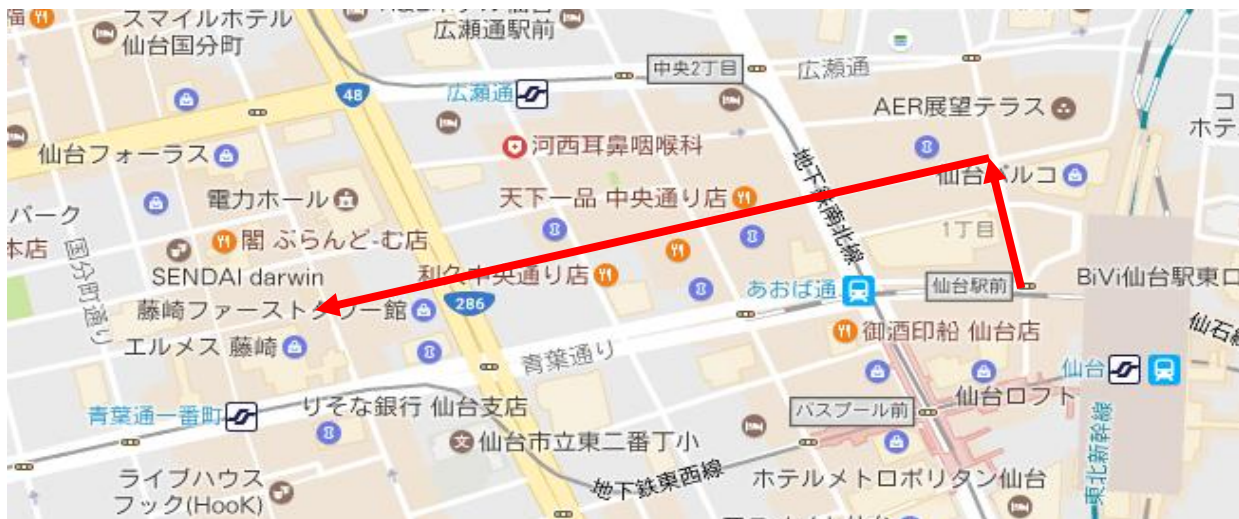 スマイルホテル
仙台国分町
広瀬通駅前
中央2丁目
広瀬通
48
広瀬通
AER展望テラス
コ
ホテ
河西耳鼻咽喉科
仙台フォーラス
地下鉄南北線
仙台パルコ
電力ホール
天下一品 中央通り店
パーク
本店
国分町通り
闇 ぶらんど-む店
1丁目
SENDAI darwin
利久中央通り店
あおば通
仙台駅前
BiVi仙台駅東口
藤崎ファーストタワー館
286
御酒印船 仙台店
仙石線
エルメス 藤崎
青葉通り
仙台
仙台ロフト
青葉通一番町
りそな銀行 仙台支店
バスプール前
仙台市立東二番丁小
地下鉄東西線
ホテルメトロポリタン仙台
東北新幹線
ライブハウス
フック(HooK)